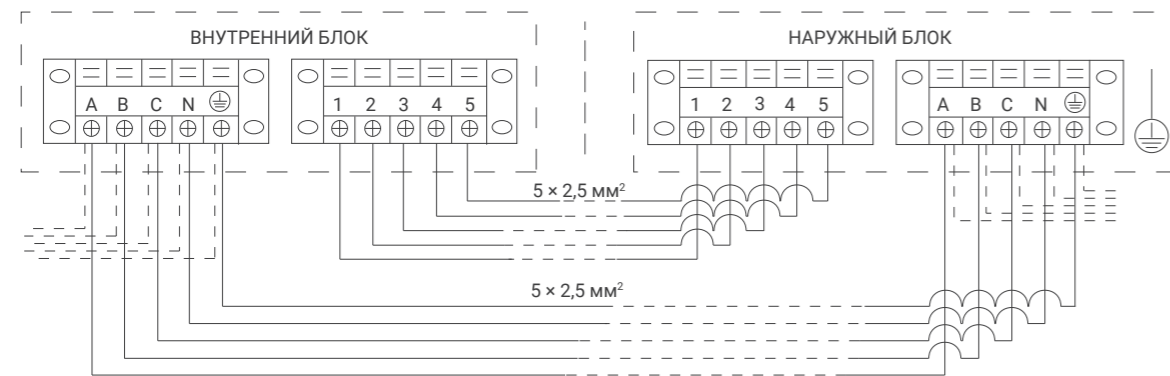 ВНУТРЕННИЙ БЛОК
НАРУЖНЫЙ БЛОК
A B C N
1 2 3 4 5
1 2 3 4 5
A B C N
5 × 2,5 мм²
5 × 2,5 мм²